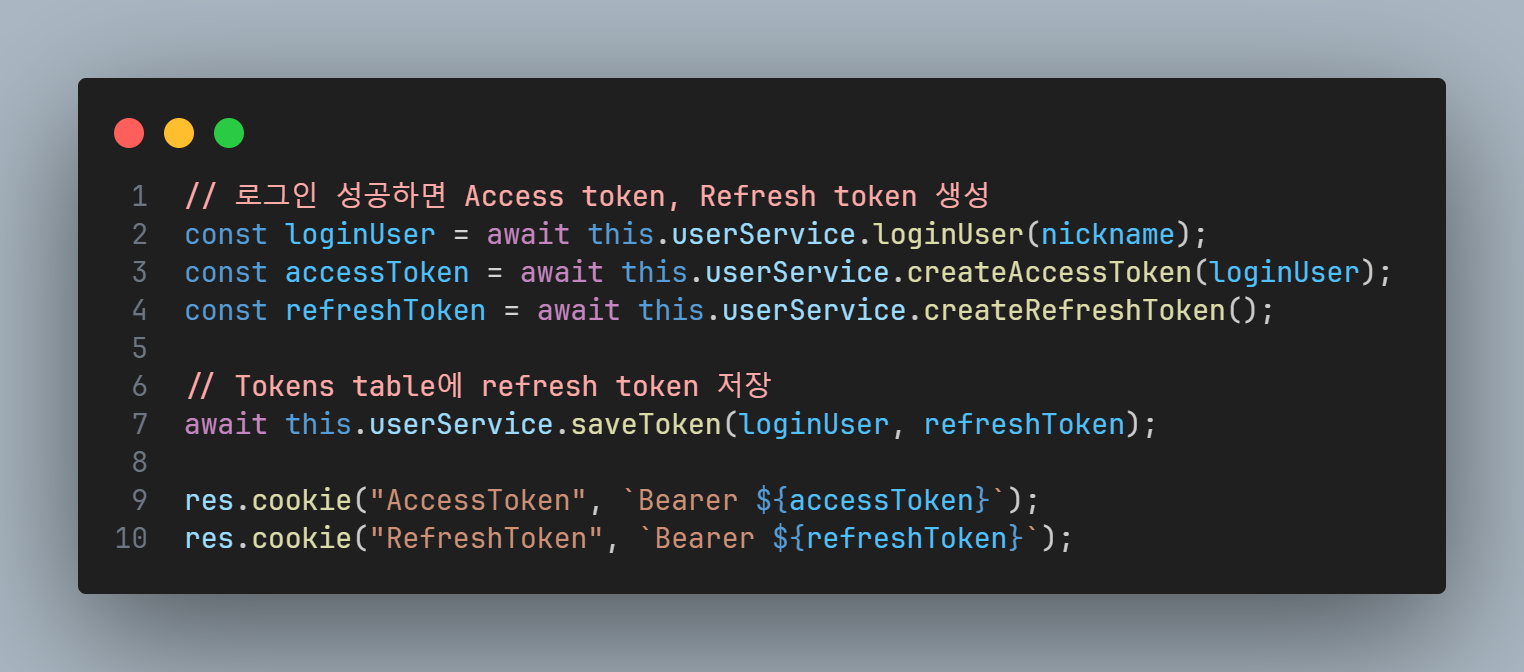 1 // 로그인 성공하면 Access token, Refresh token 생성
2 const loginUser = await this.userService.loginUser(nickname);
3 const accessToken = await this.userService.createAccessToken(loginUser);
4 const refreshToken = await this.userService.createRefreshToken();
5
6 // Tokens table에 refresh token 저장
7 await this.userService.saveToken(loginUser, refreshToken);
8
9 res.cookie("AccessToken", `Bearer ${accessToken}`);
10 res.cookie("RefreshToken", `Bearer ${refreshToken}`);